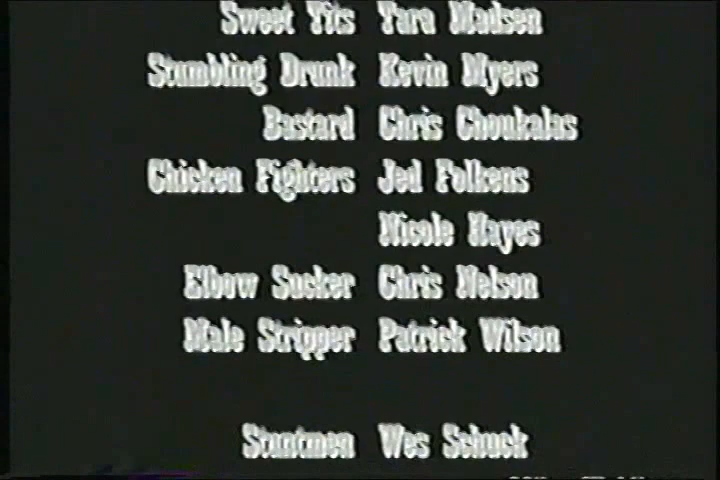 Sweet Tits Tara Madsen
Stumbling Drunk Kevin Myers
Bastard Chris Choukalas
Chicken Fighters Jed Folkens
Nicole Hayes
Elbow Sucker Chris Nelson
Male Stripper Patrick Wilson
Stuntmen Wes Schuck